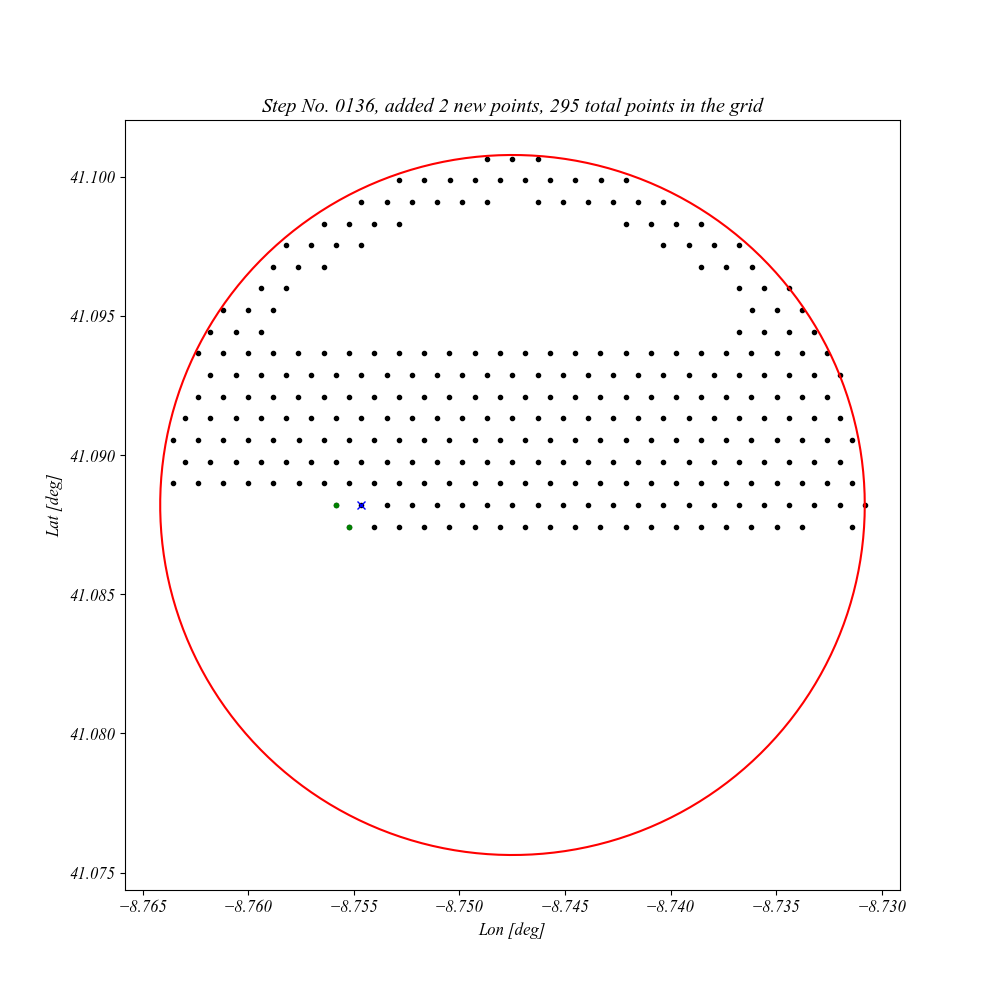 Step No. 0136, added 2 new points, 295 total points in the grid
41.100
41.095
41.090
41.085
41.080
41.075
Lat [deg]
−8.765 −8.760 −8.755 −8.750 −8.745 −8.740 −8.735 −8.730
Lon [deg]